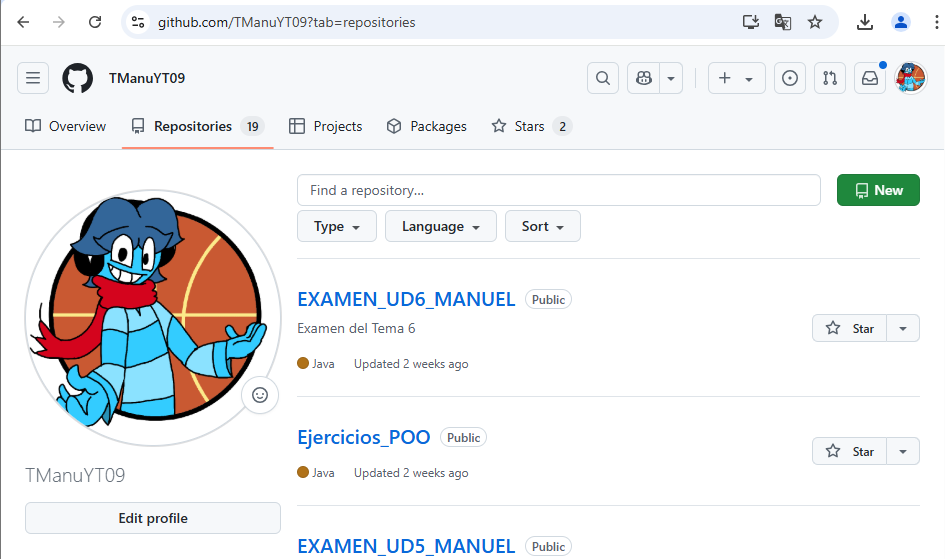 github.com/TManuYT09?tab=repositories
TManuYT09
Overview Repositories 19 Projects Packages Stars 2
Find a repository... New
Type Language Sort
EXAMEN_UD6_MANUEL Public
Examen del Tema 6
Star
Java Updated 2 weeks ago
Ejercicios_POO Public
Star
Java Updated 2 weeks ago
TManuYT09
Edit profile
EXAMEN_UD5_MANUEL Public